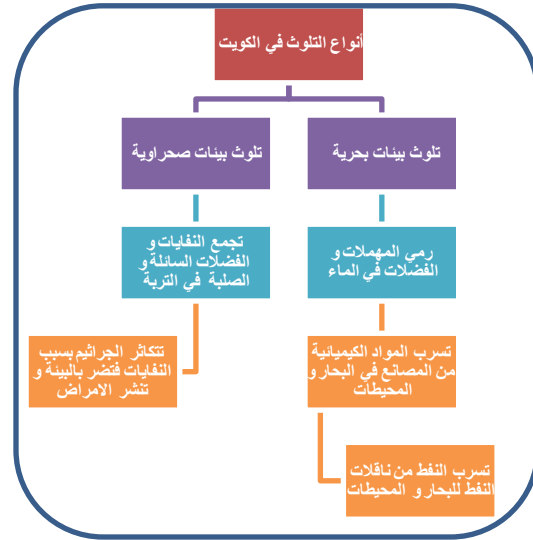 أنواع التلوث في الكويت
تلوث بيئات بحرية
تلوث بيئات صحراوية
رمي المهملات و
الفضلات في الماء
تجمع النفايات و
الفضلات السائلة و
الصلبة في التربة
تسرب المواد الكيميائية
من المصانع في البحار و
المحيطات
تتكاثر الجراثيم بسبب
النفايات فتضر بالبيئة و
تنشر الامراض
تسرب النفط من ناقلات
النفط للبحار و المحيطات